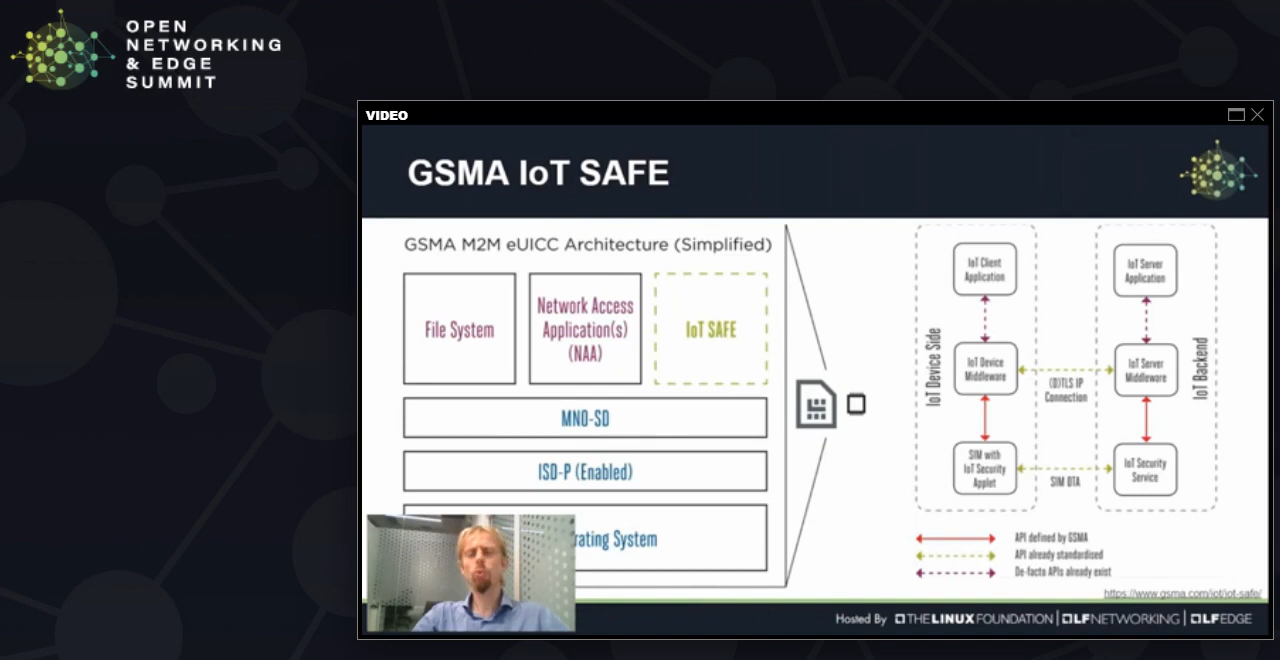 OPEN
NETWORKING
& EDGE
SUMMIT
VIDEO
GSMA IoT SAFE
GSMA M2M eUICC Architecture (Simplified)
File System
Network Access
Application(s)
(NAA)
IoT SAFE
MNO-SD
ISD-P (Enabled)
rating System
IoT Device Side
IoT Client
Application
IoT Device
Middleware
SIM with
IoT Security
Applet
(D)TLS IP
Connection
SIM OTA
IoT Server
Application
IoT Server
Middleware
IoT Security
Service
IoT Backend
API defined by GSMA
API already standardised
De-facto APIs already exist
https://www.gsma.com/iot/iot-safe/
Hosted By THE LINUX FOUNDATION | LF NETWORKING | LF EDGE